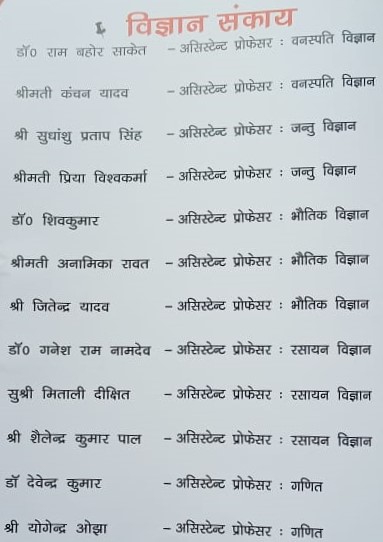 विज्ञान संकाय
डॉ0 राम बहोर साकेत – असिस्टेन्ट प्रोफेसर : वनस्पति विज्ञान
श्रीमती कंचन यादव – असिस्टेन्ट प्रोफेसर : वनस्पति विज्ञान
श्री सुधांशु प्रताप सिंह – असिस्टेन्ट प्रोफेसर : जन्तु विज्ञान
श्रीमती प्रिया विश्वकर्मा – असिस्टेन्ट प्रोफेसर : जन्तु विज्ञान
डॉ0 शिवकुमार – असिस्टेन्ट प्रोफेसर : भौतिक विज्ञान
श्रीमती अनामिका रावत – असिस्टेन्ट प्रोफेसर : भौतिक विज्ञान
श्री जितेन्द्र यादव – असिस्टेन्ट प्रोफेसर : भौतिक विज्ञान
डॉ0 गनेश राम नामदेव – असिस्टेन्ट प्रोफेसर : रसायन विज्ञान
सुश्री मिताली दीक्षित – असिस्टेन्ट प्रोफेसर : रसायन विज्ञान
श्री शैलेन्द्र कुमार पाल – असिस्टेन्ट प्रोफेसर : रसायन विज्ञान
डॉ देवेन्द्र कुमार – असिस्टेन्ट प्रोफेसर : गणित
श्री योगेन्द्र ओझा – असिस्टेन्ट प्रोफेसर : गणित